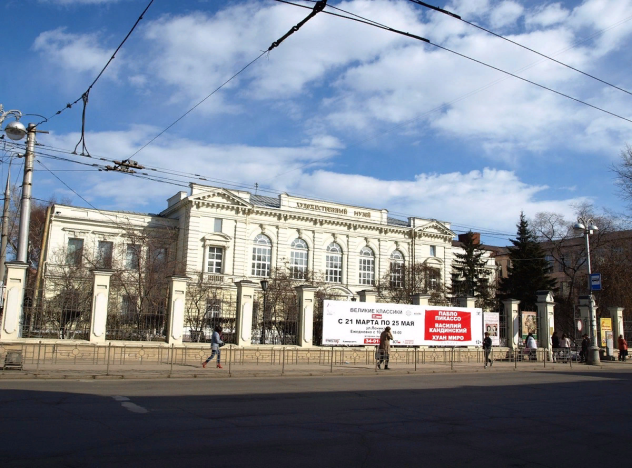 ХУДОЖЕСТВЕННЫЙ МУЗЕЙ
ВЕЛИКИЕ КЛАССИКИ
С 21 МАРТА ПО 25 МАЯ
ПАБЛО
ПИКАССО
ВАСИЛИЙ
КАНДИНСКИЙ
ХУАН МИРО